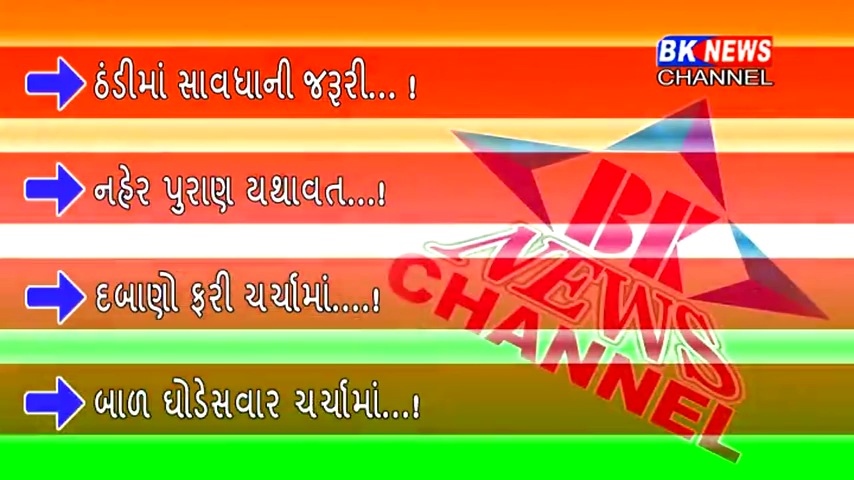 BK NEWS
CHANNEL
ઠંડીમાં સાવધાની જરૂરી... !
નહેર પુરાણ યથાવત...!
દબાણો ફરી ચર્ચામાં....!
બાળ ઘોડેસવાર ચર્ચામાં...!
BK
NEWS
CHANNEL